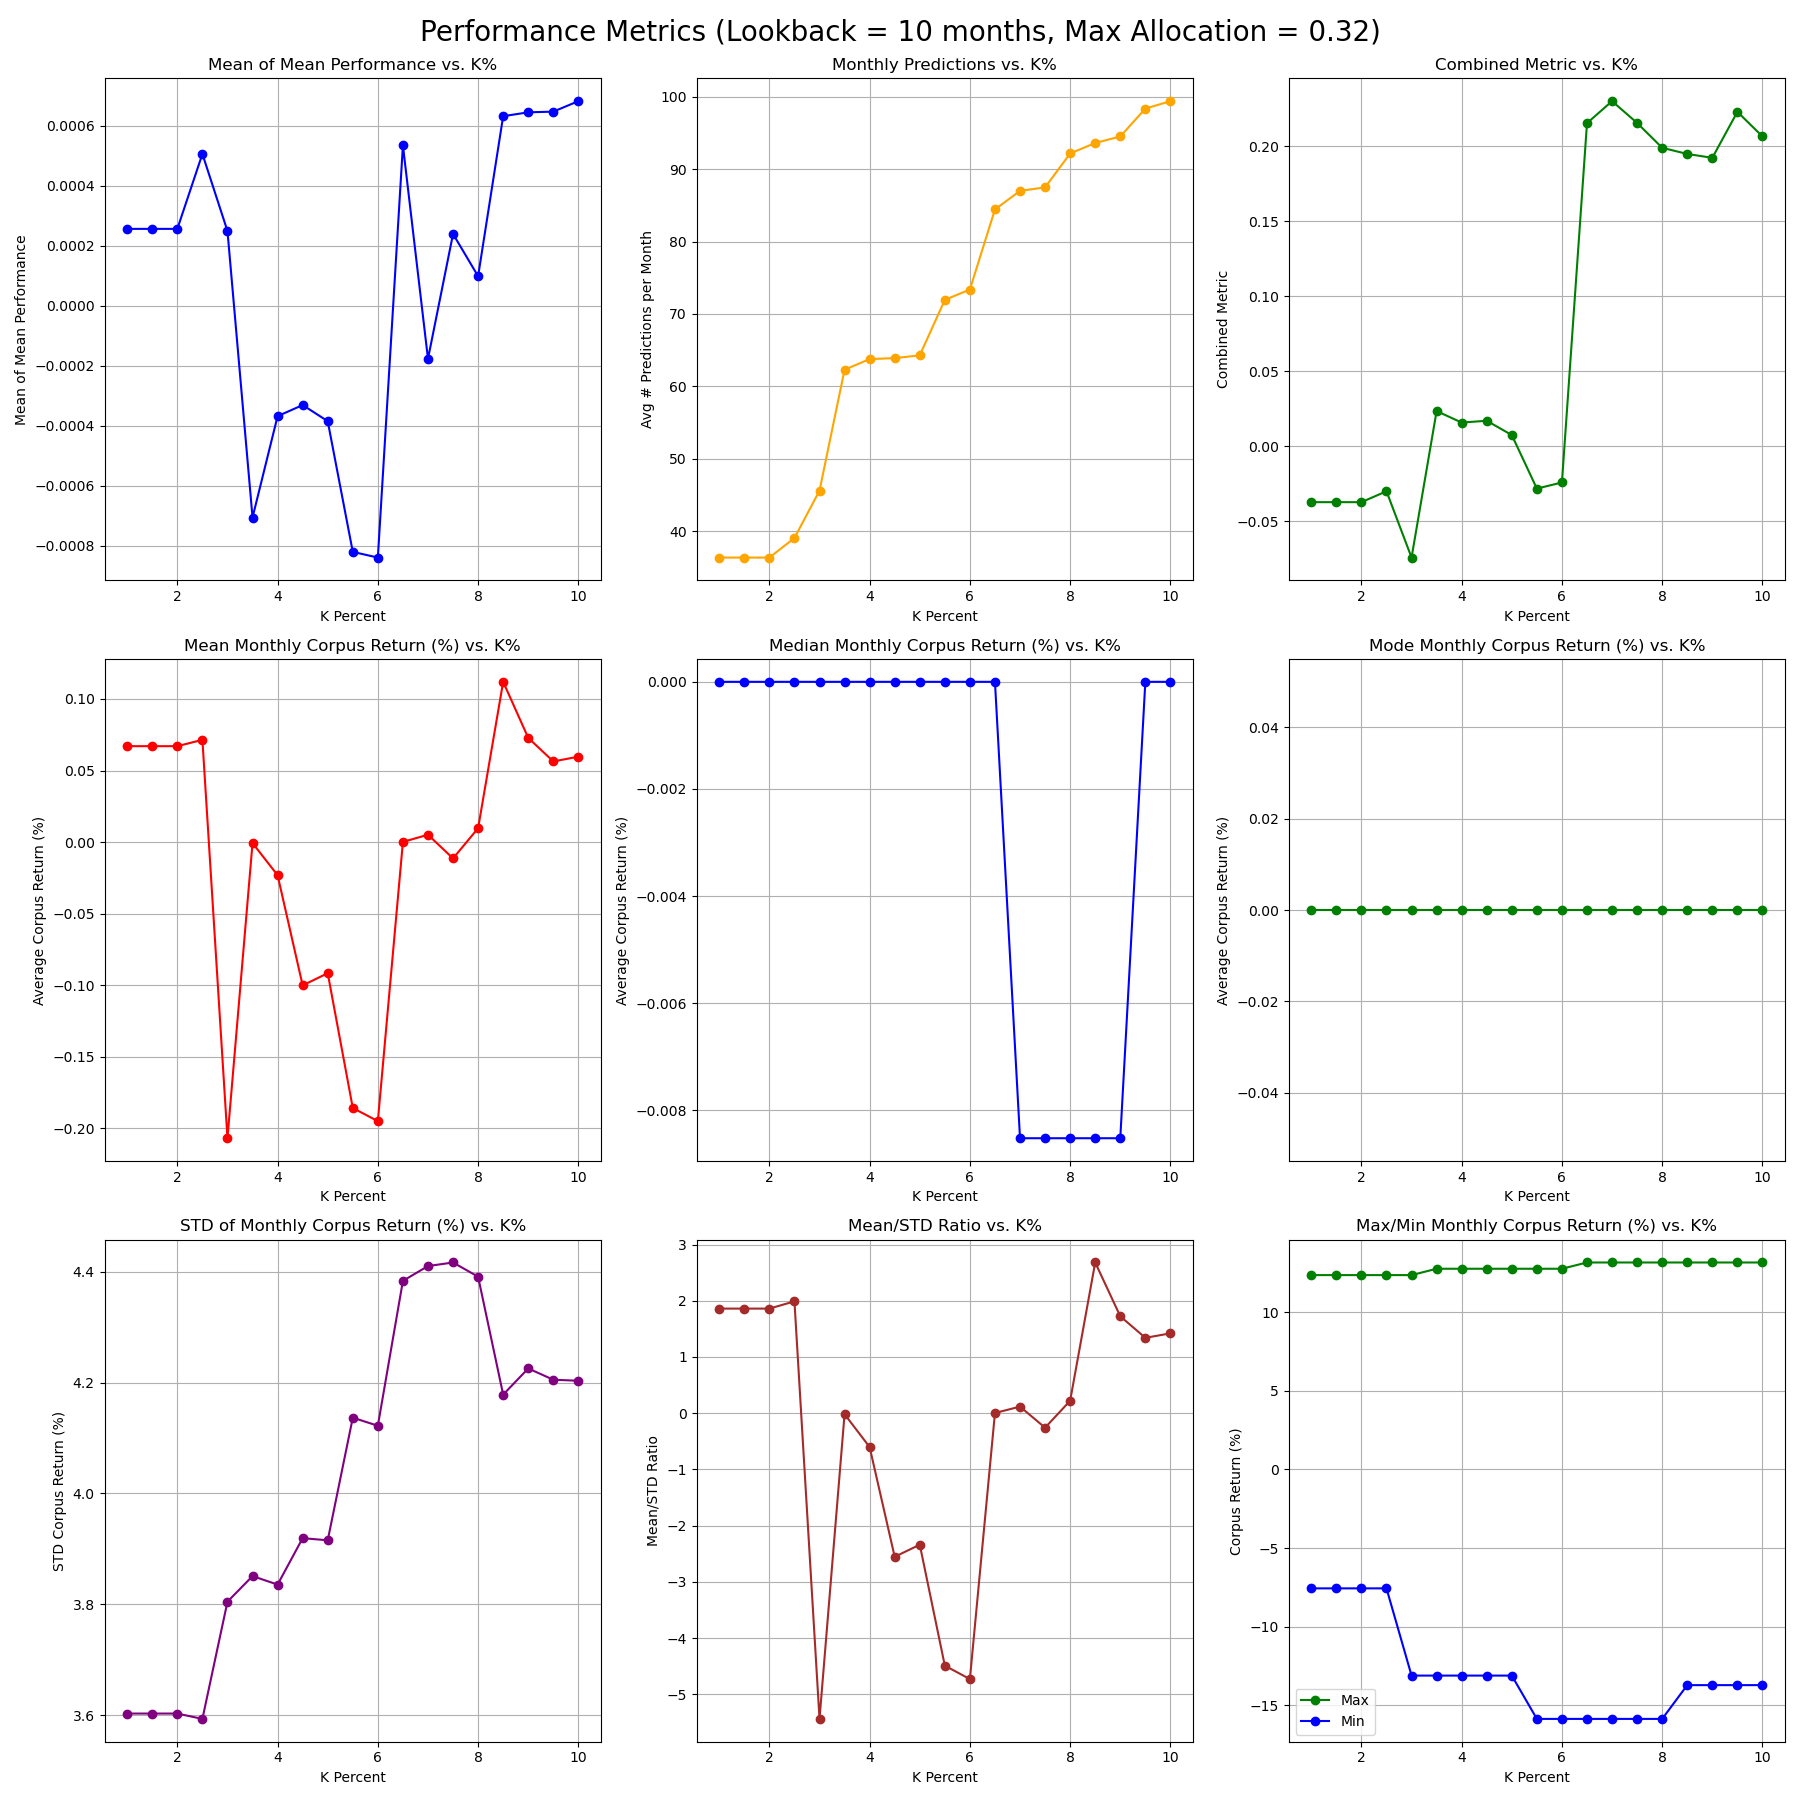 Performance Metrics (Lookback = 10 months, Max Allocation = 0.32)
Mean of Mean Performance vs. K%
Mean of Mean Performance
0.0006
0.0004
0.0002
0.0000
−0.0002
−0.0004
−0.0006
−0.0008
2 4 6 8 10
K Percent
Monthly Predictions vs. K%
Avg # Predictions per Month
100
90
80
70
60
50
40
2 4 6 8 10
K Percent
Combined Metric vs. K%
Combined Metric
0.20
0.15
0.10
0.05
0.00
−0.05
2 4 6 8 10
K Percent
Mean Monthly Corpus Return (%) vs. K%
Average Corpus Return (%)
0.10
0.05
0.00
−0.05
−0.10
−0.15
−0.20
2 4 6 8 10
K Percent
Median Monthly Corpus Return (%) vs. K%
Average Corpus Return (%)
0.000
−0.002
−0.004
−0.006
−0.008
2 4 6 8 10
K Percent
Mode Monthly Corpus Return (%) vs. K%
Average Corpus Return (%)
0.04
0.02
0.00
−0.02
−0.04
2 4 6 8 10
K Percent
STD of Monthly Corpus Return (%) vs. K%
STD Corpus Return (%)
4.4
4.2
4.0
3.8
3.6
2 4 6 8 10
K Percent
Mean/STD Ratio vs. K%
Mean/STD Ratio
3
2
1
0
−1
−2
−3
−4
−5
2 4 6 8 10
K Percent
Max/Min Monthly Corpus Return (%) vs. K%
Corpus Return (%)
10
5
0
−5
−10
−15
Max
Min
2 4 6 8 10
K Percent